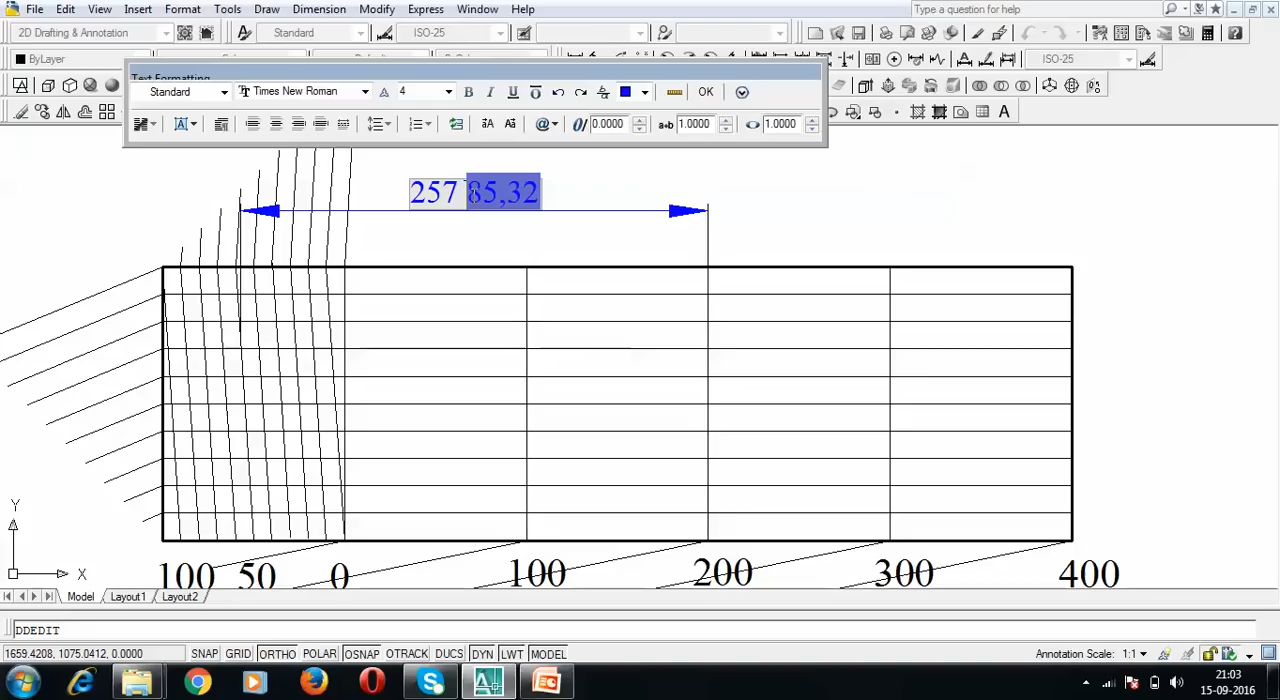 File Edit View Insert Format Tools Draw Dimension Modify Express Window Help Type a question for help
2D Drafting & Annotation Standard ISO-25
ByLayer ISO-25
Text Formatting
Standard Times New Roman 4 B I U O OK
@ 0/ 0.0000 a+b 1.0000 1.0000
257 85,32
100 50 0 100 200 300 400
Y
X
Model Layout1 Layout2
DDEDIT
1659.4208, 1075.0412, 0.0000 SNAP GRID ORTHO POLAR OSNAP OTRACK DUCS DYN LWT MODEL Annotation Scale: 1:1
21:03
15-09-2016